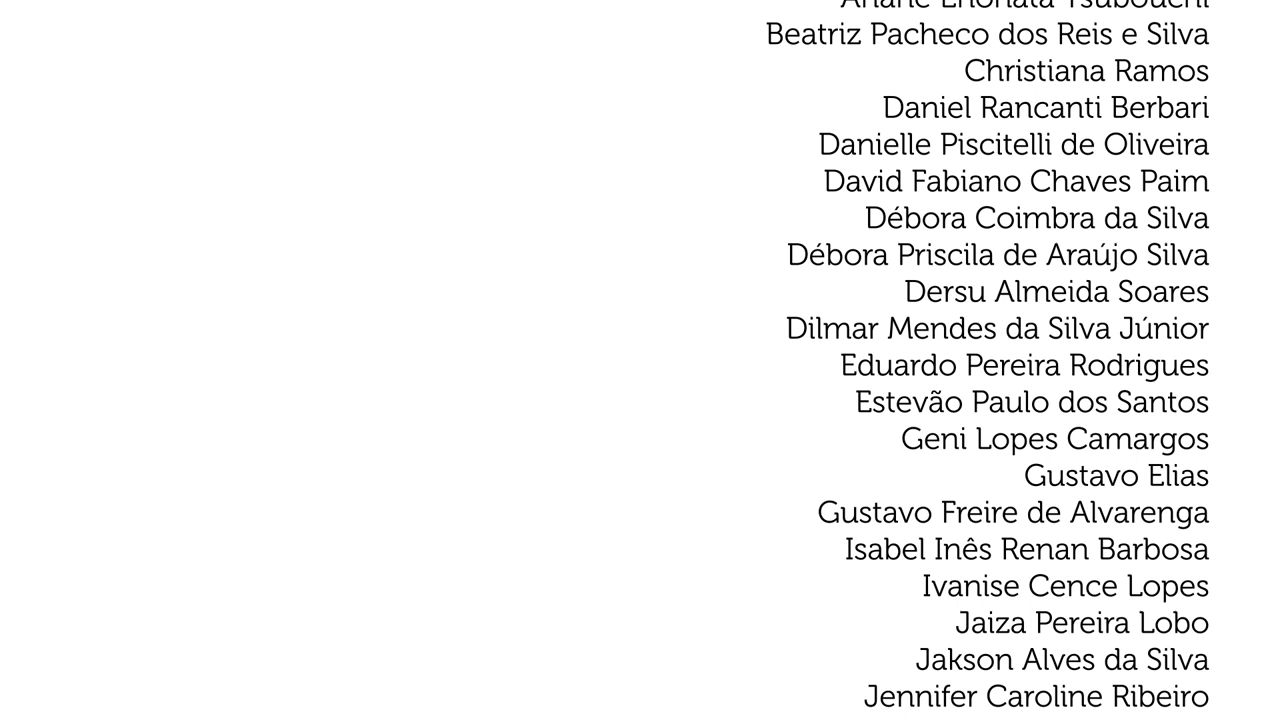 Beatriz Pacheco dos Reis e Silva
Christiana Ramos
Daniel Rancanti Berbari
Danielle Piscitelli de Oliveira
David Fabiano Chaves Paim
Débora Coimbra da Silva
Débora Priscila de Araújo Silva
Dersu Almeida Soares
Dilmar Mendes da Silva Júnior
Eduardo Pereira Rodrigues
Estevão Paulo dos Santos
Geni Lopes Camargos
Gustavo Elias
Gustavo Freire de Alvarenga
Isabel Inês Renan Barbosa
Ivanise Cence Lopes
Jaiza Pereira Lobo
Jakson Alves da Silva
Jennifer Caroline Ribeiro